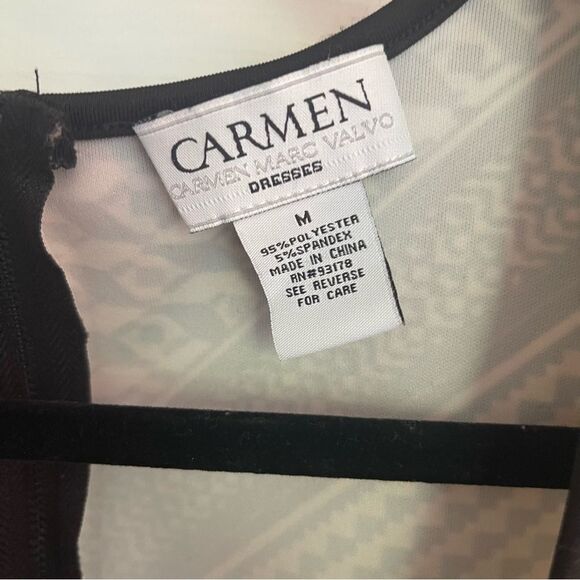 CARMEN
CARMEN MARC VALVO
DRESSES
M
95%POLYESTER
5%SPANDEX
MADE IN CHINA
RN#93178
SEE REVERSE
FOR CARE